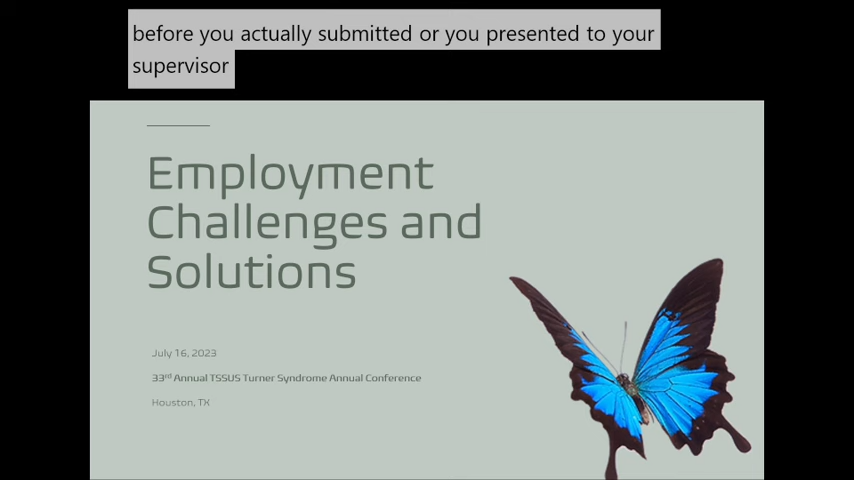 before you actually submitted or you presented to your
supervisor
Employment
Challenges and
Solutions
July 16, 2023
33rd Annual TSSUS Turner Syndrome Annual Conference
Houston, TX